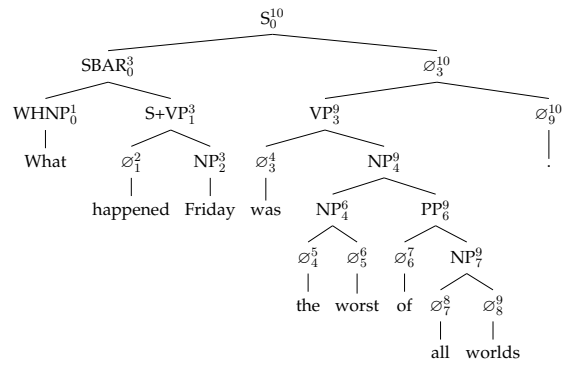 S₀¹⁰
SBAR₀³ ∅₃¹⁰
WHNP₀¹ S+VP₁³ VP₃⁹ ∅₉¹⁰
What ∅₁² NP₂³ ∅₃⁴ NP₄⁹ .
happened Friday was NP₄⁶ PP₆⁹
∅₄⁵ ∅₅⁶ ∅₆⁷ NP₇⁹
the worst of ∅₇⁸ ∅₈⁹
all worlds